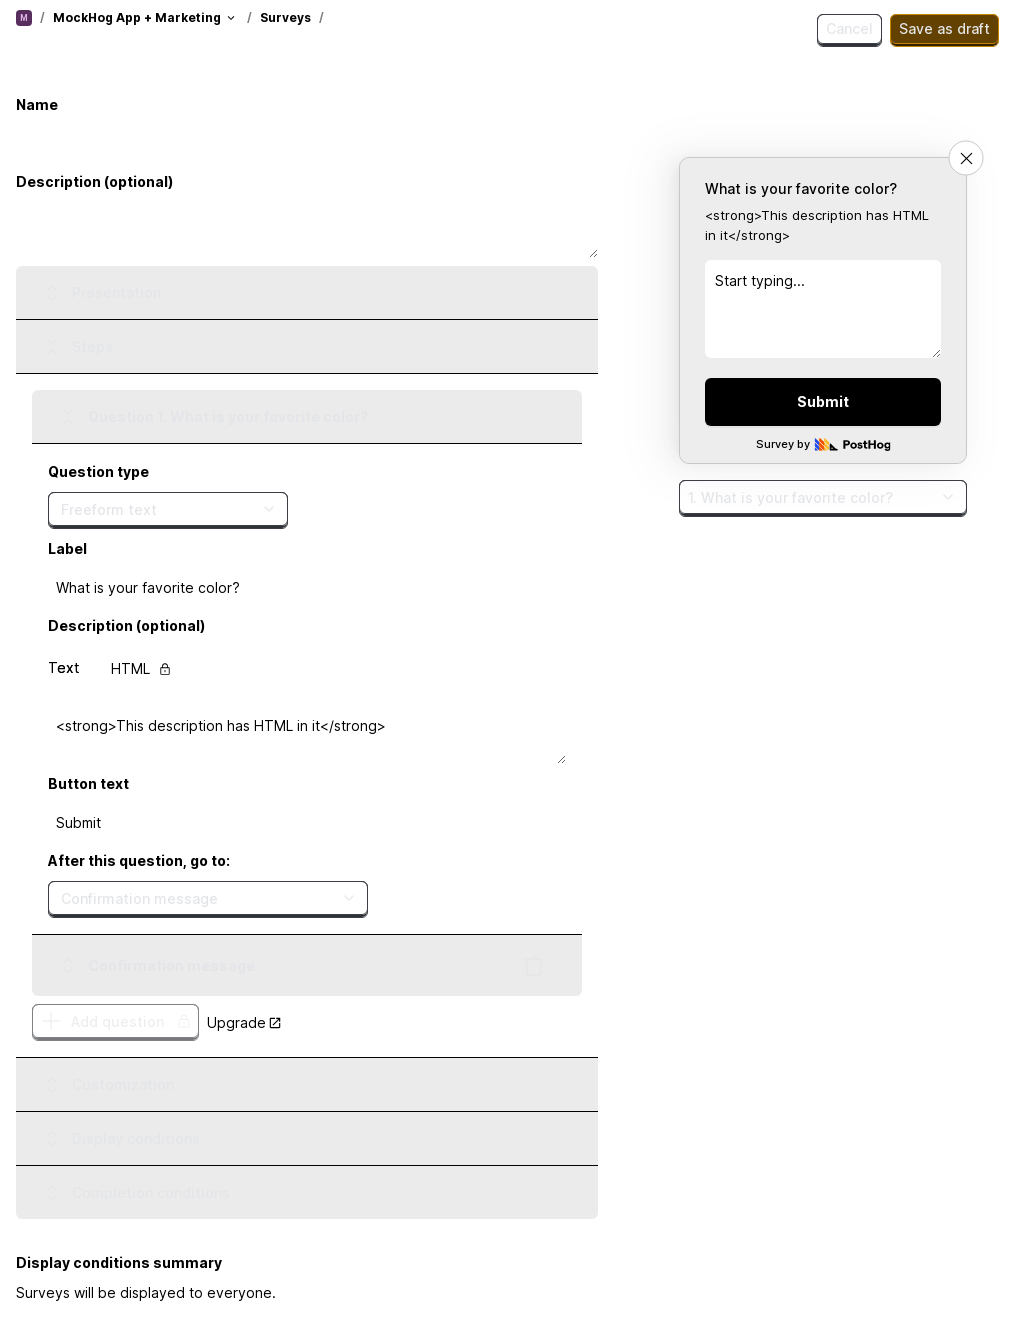 M / MockHog App + Marketing / Surveys /
Cancel
Save as draft
Name
Description (optional)
Presentation
Steps
Question 1. What is your favorite color?
Question type
Freeform text
Label
What is your favorite color?
Description (optional)
Text
HTML
<strong>This description has HTML in it</strong>
Button text
Submit
After this question, go to:
Confirmation message
Confirmation message
Add question
Upgrade
Customization
Display conditions
Completion conditions
Display conditions summary
Surveys will be displayed to everyone.
What is your favorite color?
<strong>This description has HTML
in it</strong>
Start typing...
Submit
Survey by PostHog
1. What is your favorite color?